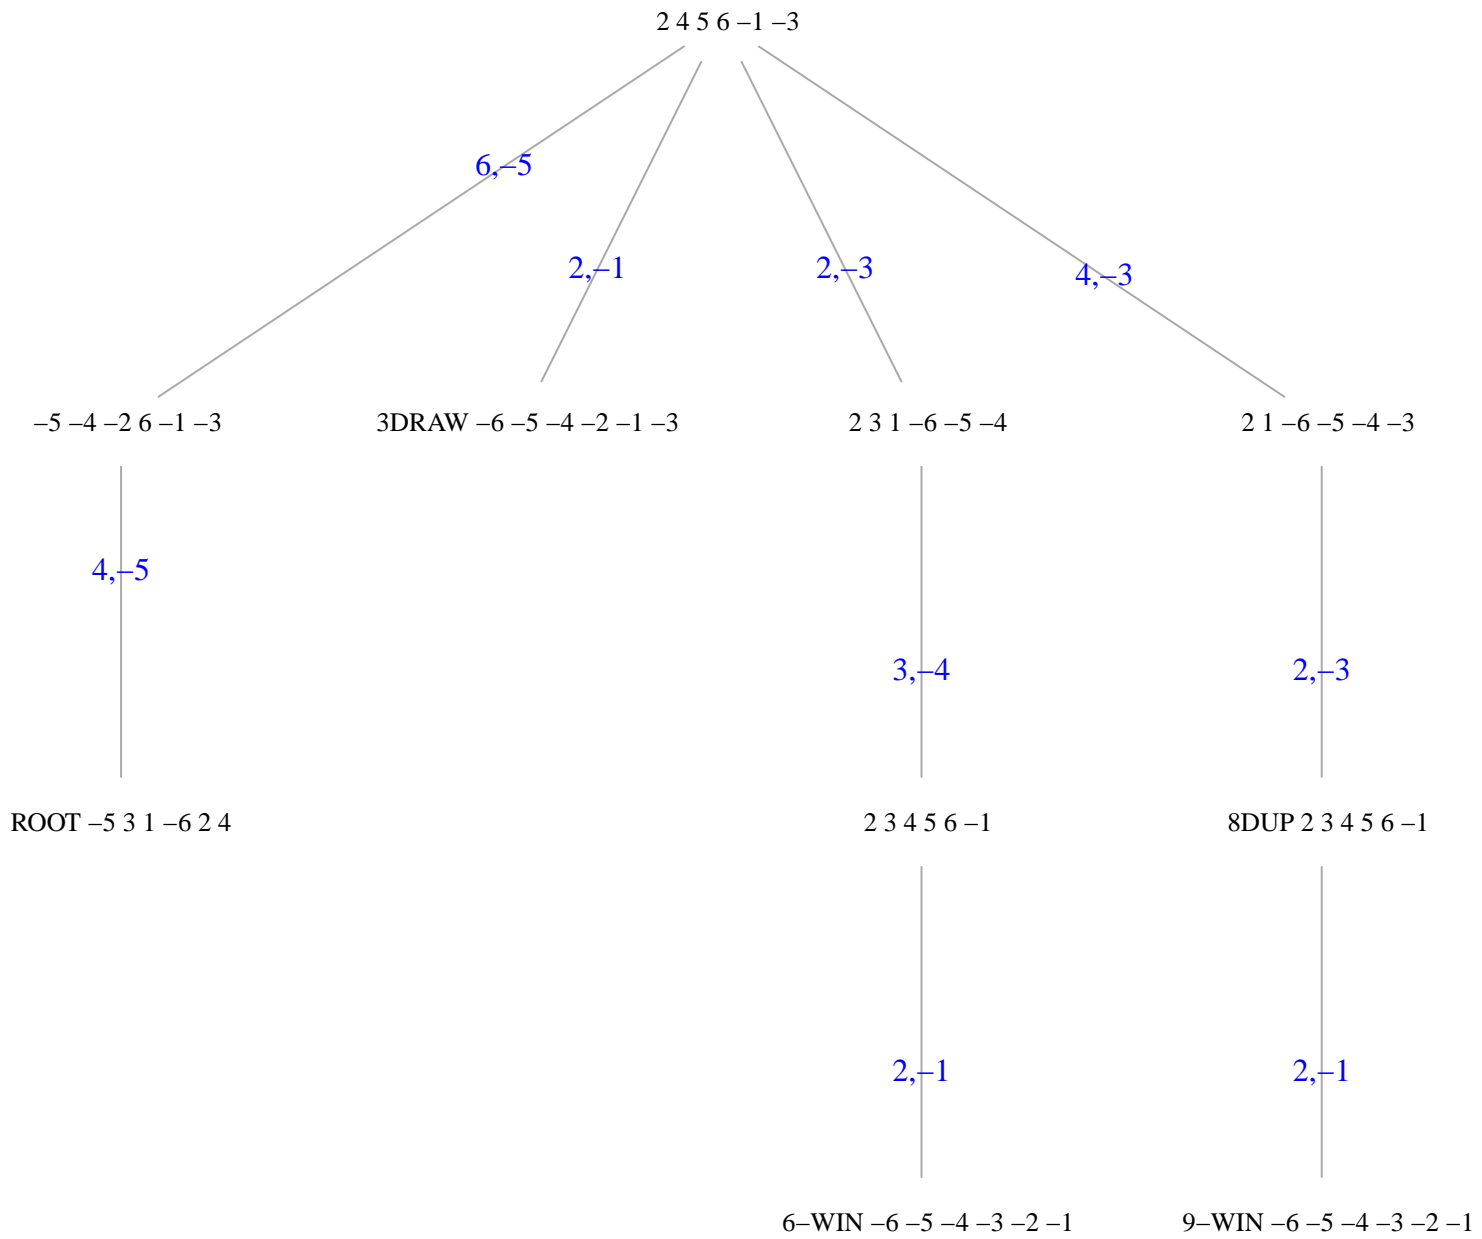 2 4 5 6 –1 –3
6,–5
2,–1
2,–3
4,–3
–5 –4 –2 6 –1 –3
3DRAW –6 –5 –4 –2 –1 –3
2 3 1 –6 –5 –4
2 1 –6 –5 –4 –3
4,–5
3,–4
2,–3
ROOT –5 3 1 –6 2 4
2 3 4 5 6 –1
8DUP 2 3 4 5 6 –1
2,–1
2,–1
6–WIN –6 –5 –4 –3 –2 –1
9–WIN –6 –5 –4 –3 –2 –1